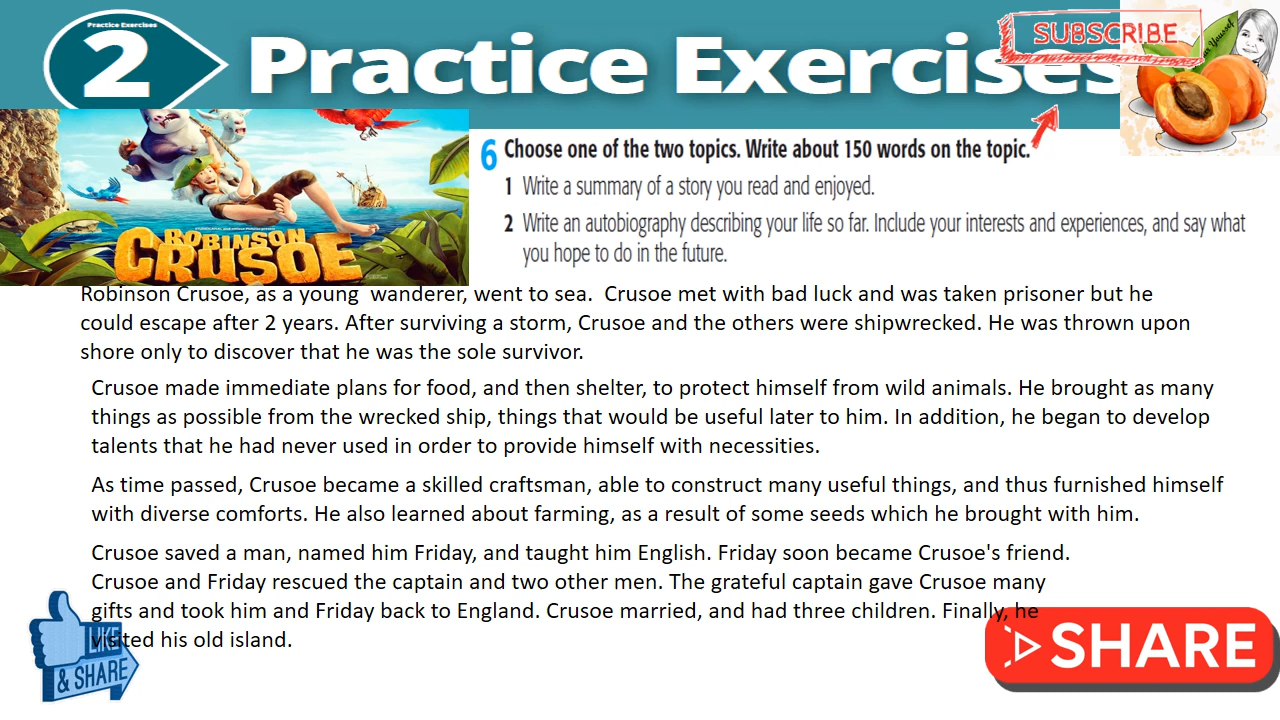 Practice Exercises
2
Practice Exercises
SUBSCRIBE
Youssef
6 Choose one of the two topics. Write about 150 words on the topic.
1 Write a summary of a story you read and enjoyed.
2 Write an autobiography describing your life so far. Include your interests and experiences, and say what
you hope to do in the future.
ROBINSON
CRUSOE
Robinson Crusoe, as a young wanderer, went to sea. Crusoe met with bad luck and was taken prisoner but he
could escape after 2 years. After surviving a storm, Crusoe and the others were shipwrecked. He was thrown upon
shore only to discover that he was the sole survivor.
Crusoe made immediate plans for food, and then shelter, to protect himself from wild animals. He brought as many
things as possible from the wrecked ship, things that would be useful later to him. In addition, he began to develop
talents that he had never used in order to provide himself with necessities.
As time passed, Crusoe became a skilled craftsman, able to construct many useful things, and thus furnished himself
with diverse comforts. He also learned about farming, as a result of some seeds which he brought with him.
Crusoe saved a man, named him Friday, and taught him English. Friday soon became Crusoe's friend.
Crusoe and Friday rescued the captain and two other men. The grateful captain gave Crusoe many
gifts and took him and Friday back to England. Crusoe married, and had three children. Finally, he
visited his old island.
LIKE
& SHARE
SHARE